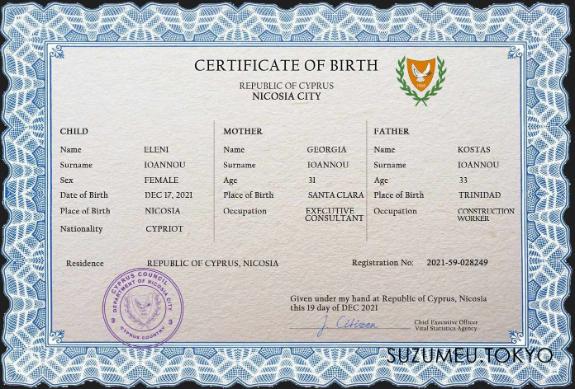 CERTIFICATE OF BIRTH
REPUBLIC OF CYPRUS
NICOSIA CITY
CHILD
Name ELENI
Surname IOANNOU
Sex FEMALE
Date of Birth DEC 17, 2021
Place of Birth NICOSIA
Nationality CYPRIOT
MOTHER
Name GEORGIA
Surname IOANNOU
Age 31
Place of Birth SANTA CLARA
Occupation EXECUTIVE
CONSULTANT
FATHER
Name KOSTAS
Surname IOANNOU
Age 33
Place of Birth TRINIDAD
Occupation CONSTRUCTION
WORKER
Residence REPUBLIC OF CYPRUS, NICOSIA
Registration No: 2021-59-028249
CYPRUS COUNCIL
DEPARTMENT OF NICOSIA CITY
CYPRUS COUNTRY
Given under my hand at Republic of Cyprus, Nicosia
this 19 day of DEC 2021
J. Citizen
Chief Executive Officer
Vital Statistics Agency
SUZUMEU.TOKYO